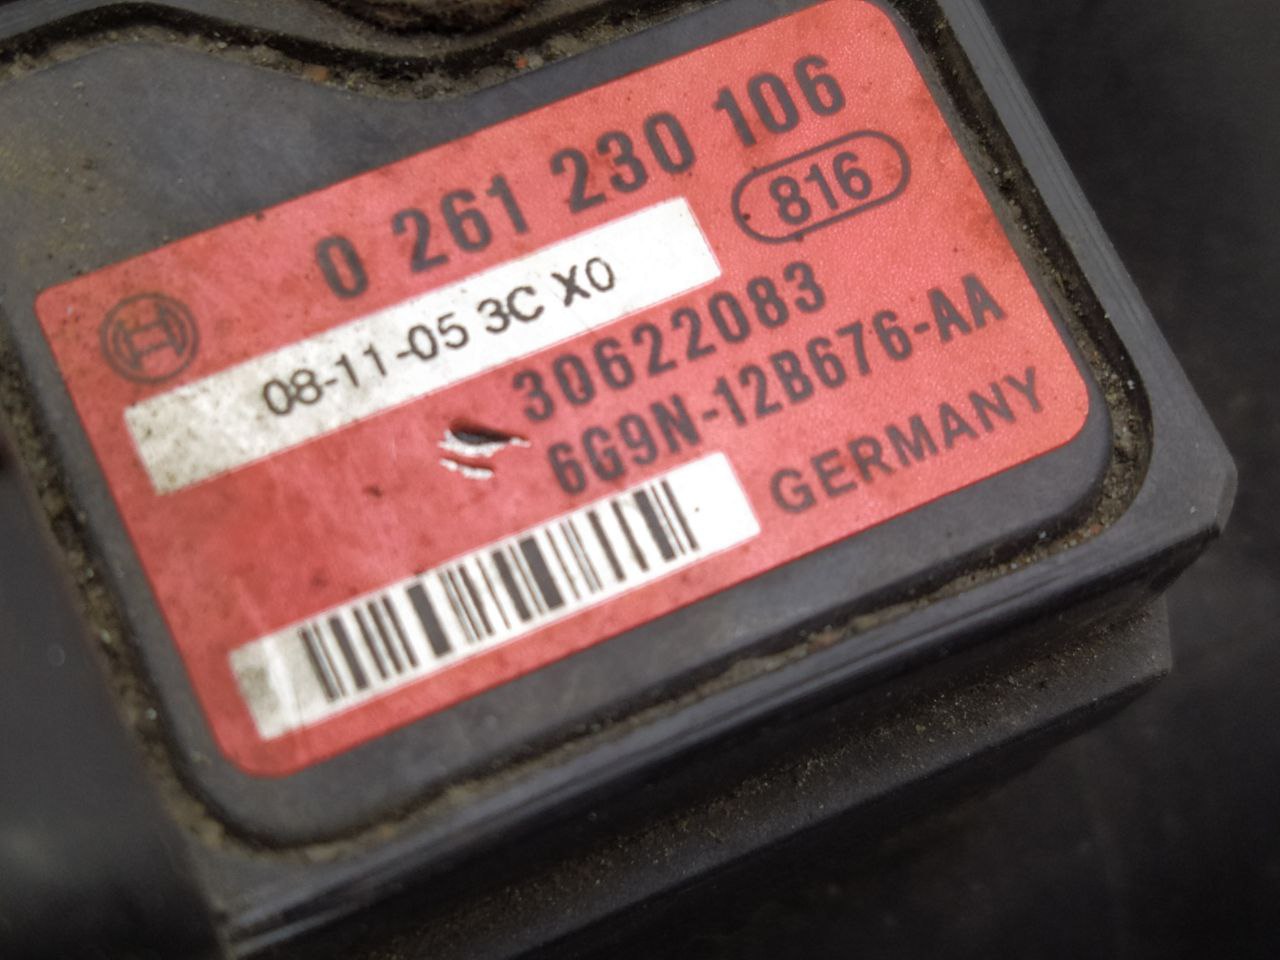 0 261 230 106
816
08-11-05 3C X0
30622083
6G9N-12B676-AA
GERMANY